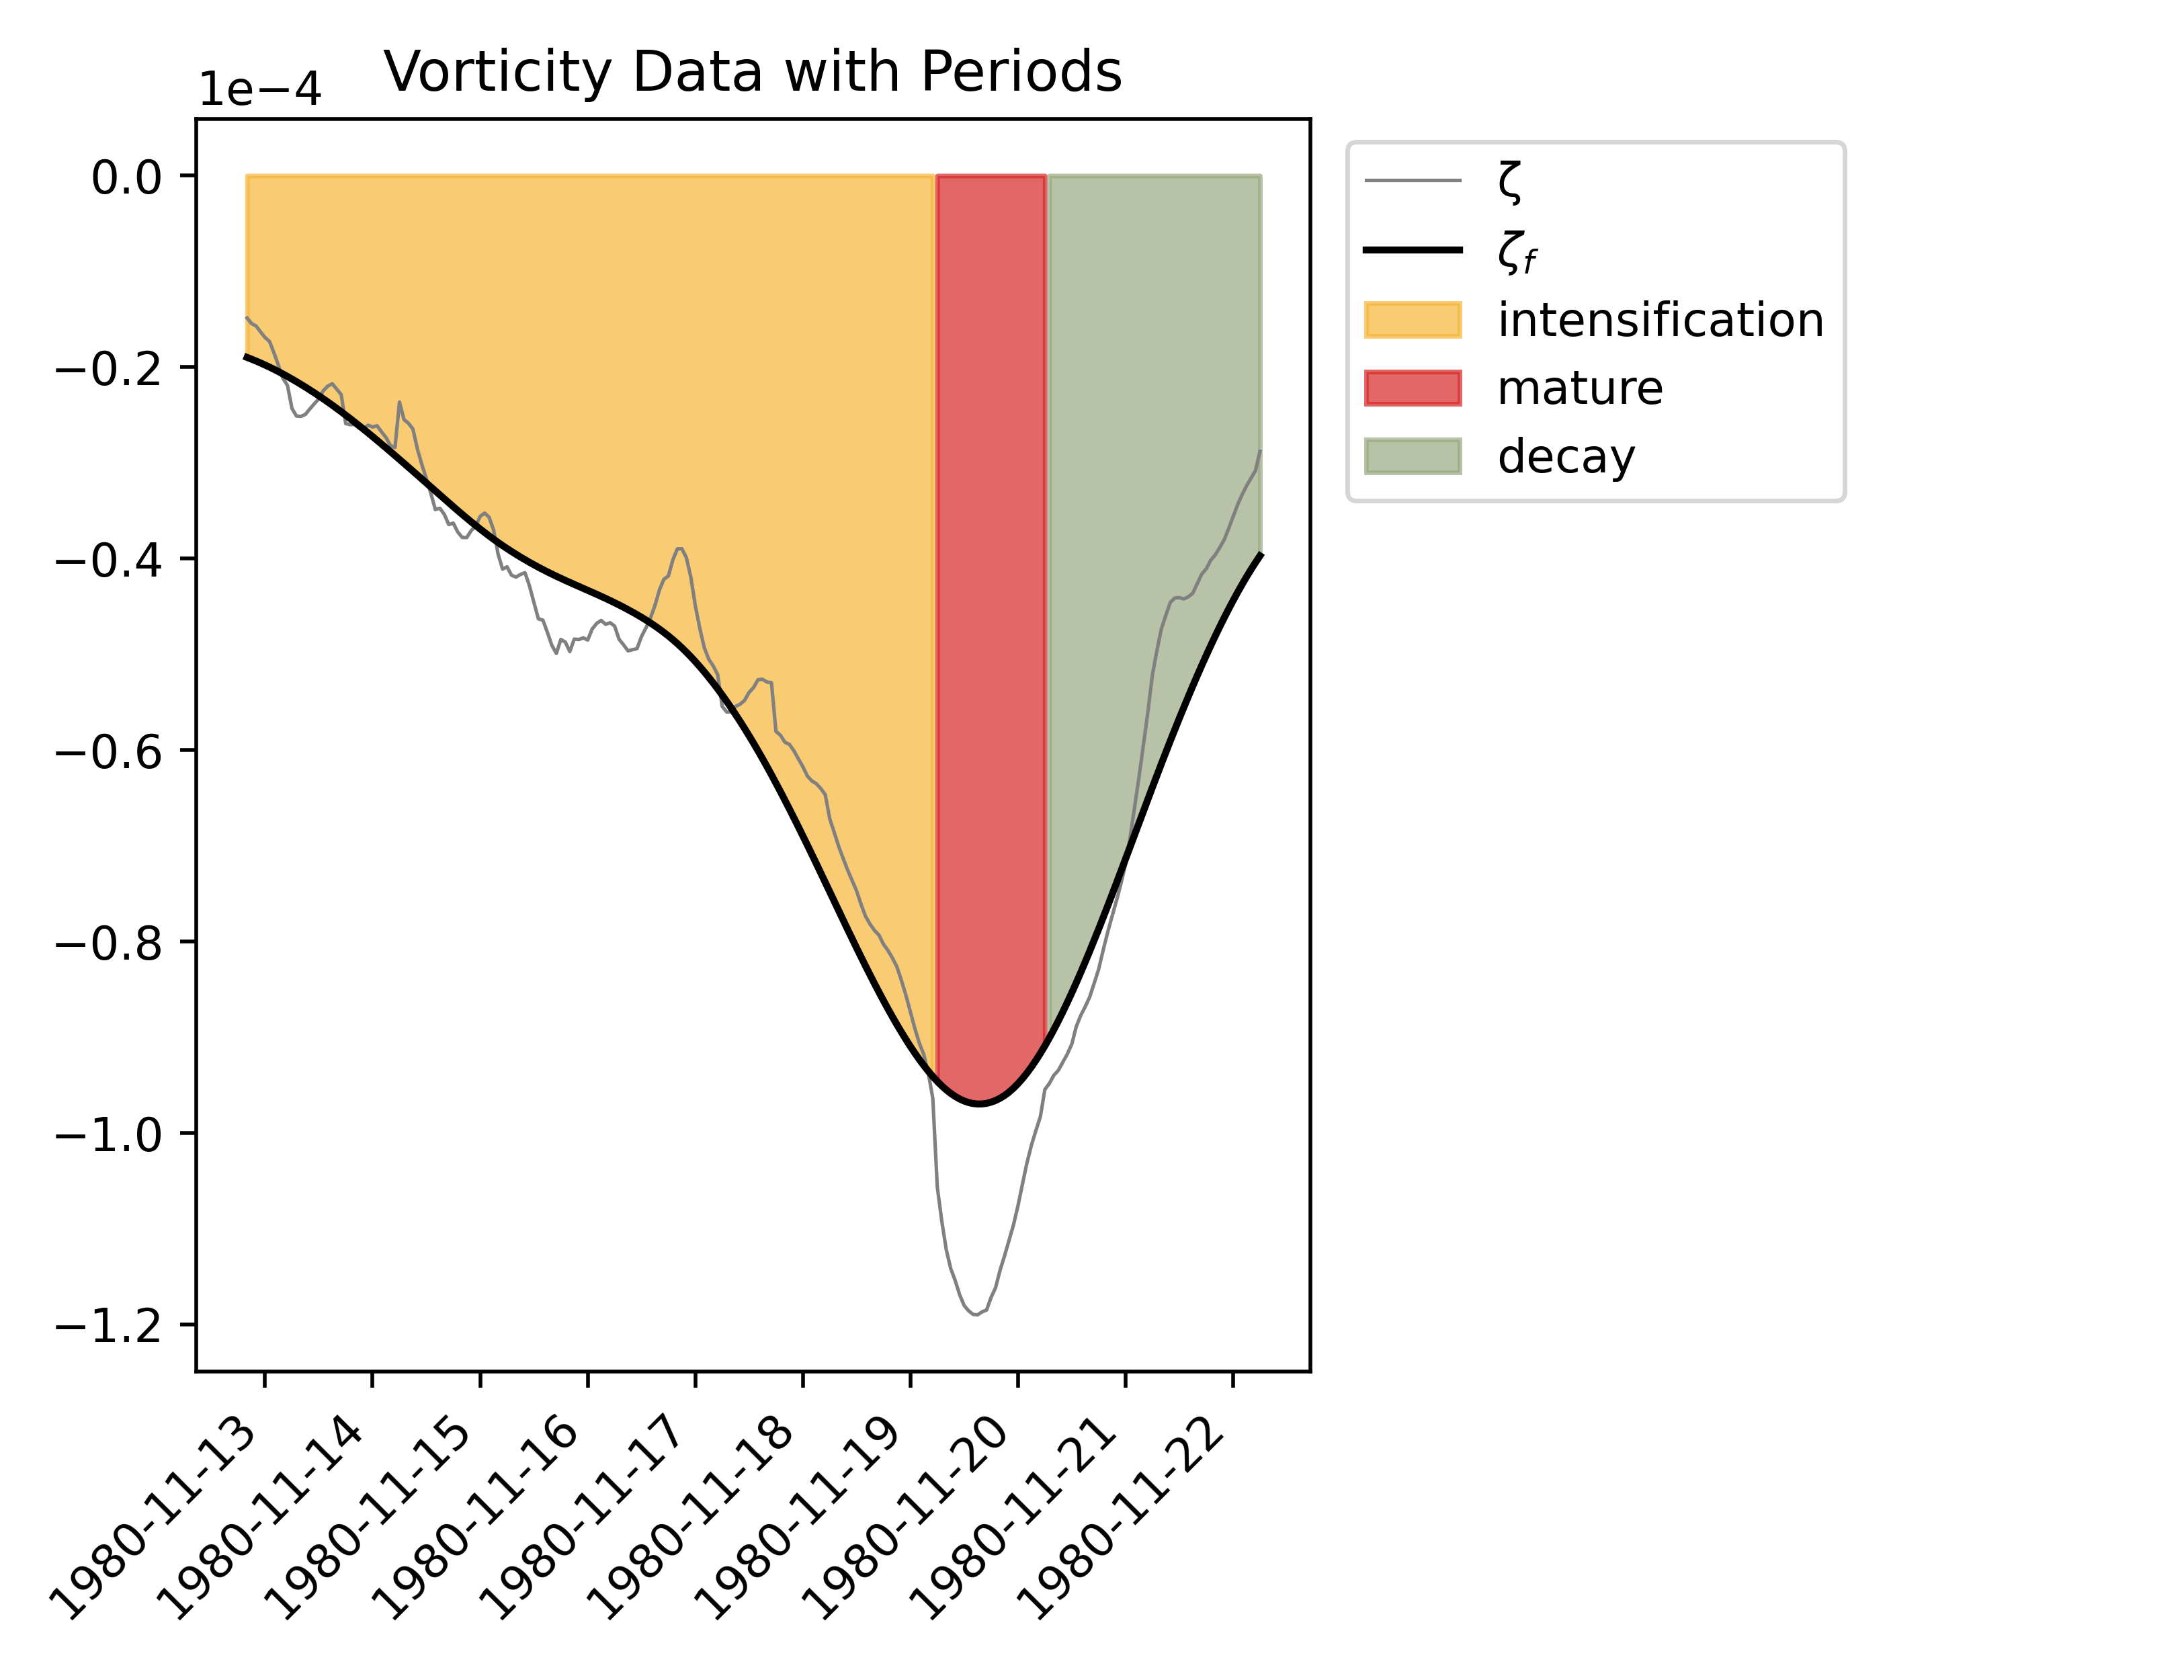 Vorticity Data with Periods
1e−4
0.0
−0.2
−0.4
−0.6
−0.8
−1.0
−1.2
1980-11-13
1980-11-14
1980-11-15
1980-11-16
1980-11-17
1980-11-18
1980-11-19
1980-11-20
1980-11-21
1980-11-22
ζ
ζf
intensification
mature
decay